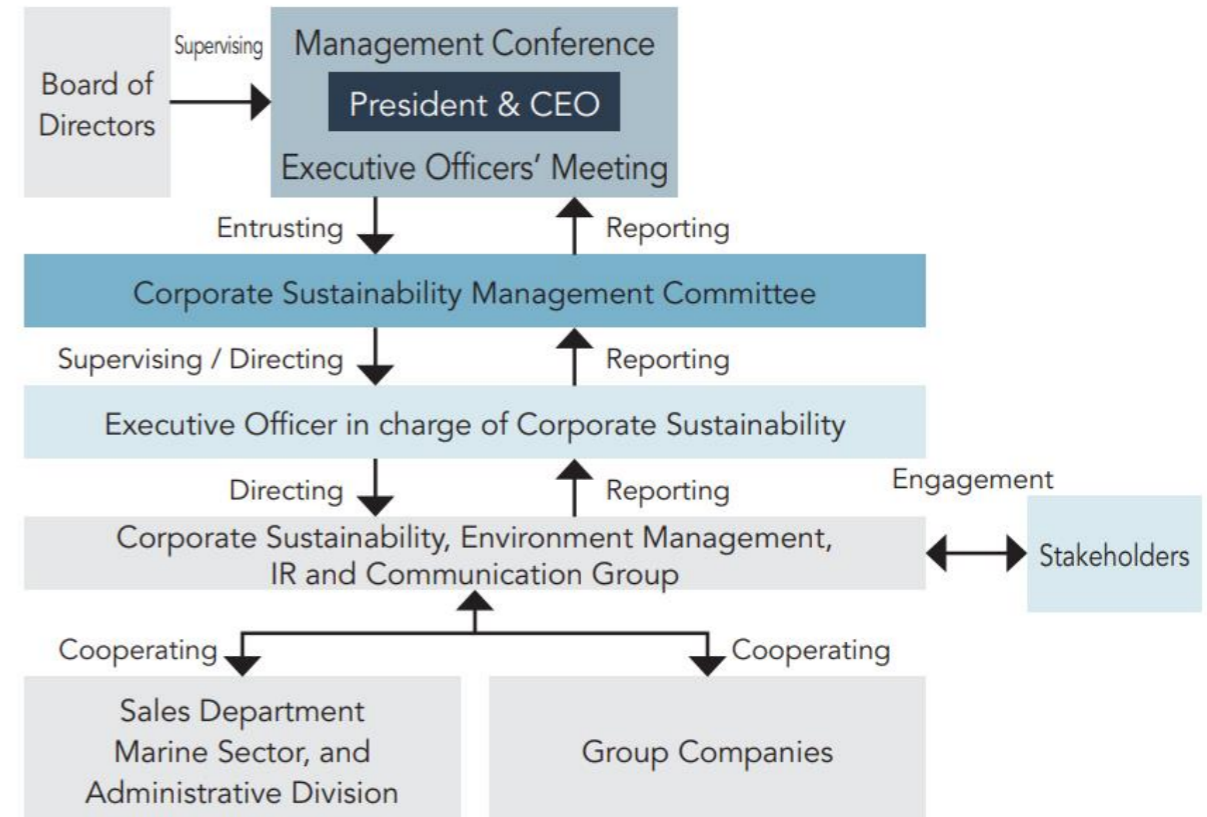 Supervising
Board of
Directors
Management Conference
President & CEO
Executive Officers' Meeting
Entrusting
Reporting
Corporate Sustainability Management Committee
Supervising / Directing
Reporting
Executive Officer in charge of Corporate Sustainability
Directing
Reporting
Engagement
Corporate Sustainability, Environment Management,
IR and Communication Group
Stakeholders
Cooperating
Cooperating
Sales Department
Marine Sector, and
Administrative Division
Group Companies